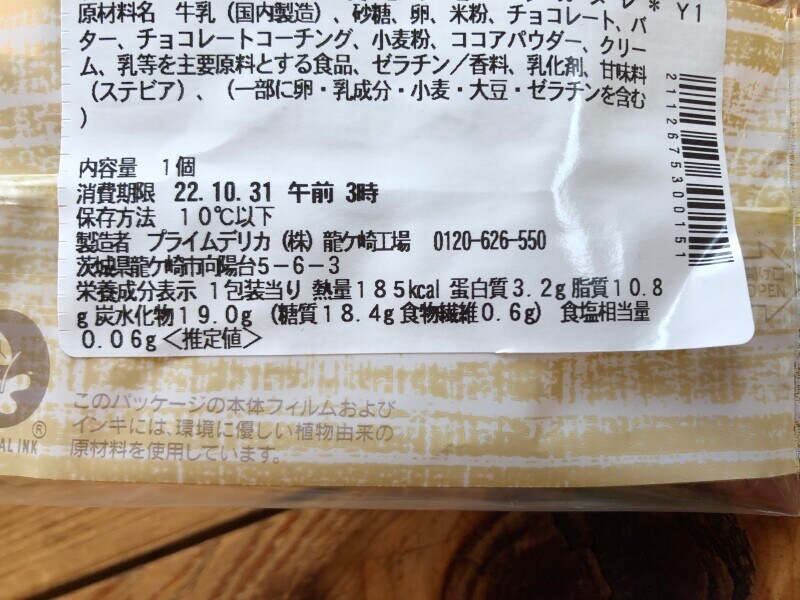 原材料名 牛乳（国内製造）、砂糖、卵、米粉、チョコレート、バ
ター、チョコレートコーチング、小麦粉、ココアパウダー、クリー
ム、乳等を主要原料とする食品、ゼラチン／香料、乳化剤、甘味料
（ステビア）、（一部に卵・乳成分・小麦・大豆・ゼラチンを含む
）
内容量 1個
消費期限 22.10.31 午前 3時
保存方法 10℃以下
製造者 プライムデリカ（株）龍ケ崎工場 0120-626-550
茨城県龍ケ崎市向陽台5-6-3
栄養成分表示 1包装当り 熱量185kcal 蛋白質3.2g 脂質10.8
g 炭水化物19.0g （糖質18.4g 食物繊維0.6g） 食塩相当量
0.06g＜推定値＞
＊ Y1
2112675300151
OPEN
このパッケージの本体フィルムおよび
インキには、環境に優しい植物由来の
原材料を使用しています。
AL INK ®